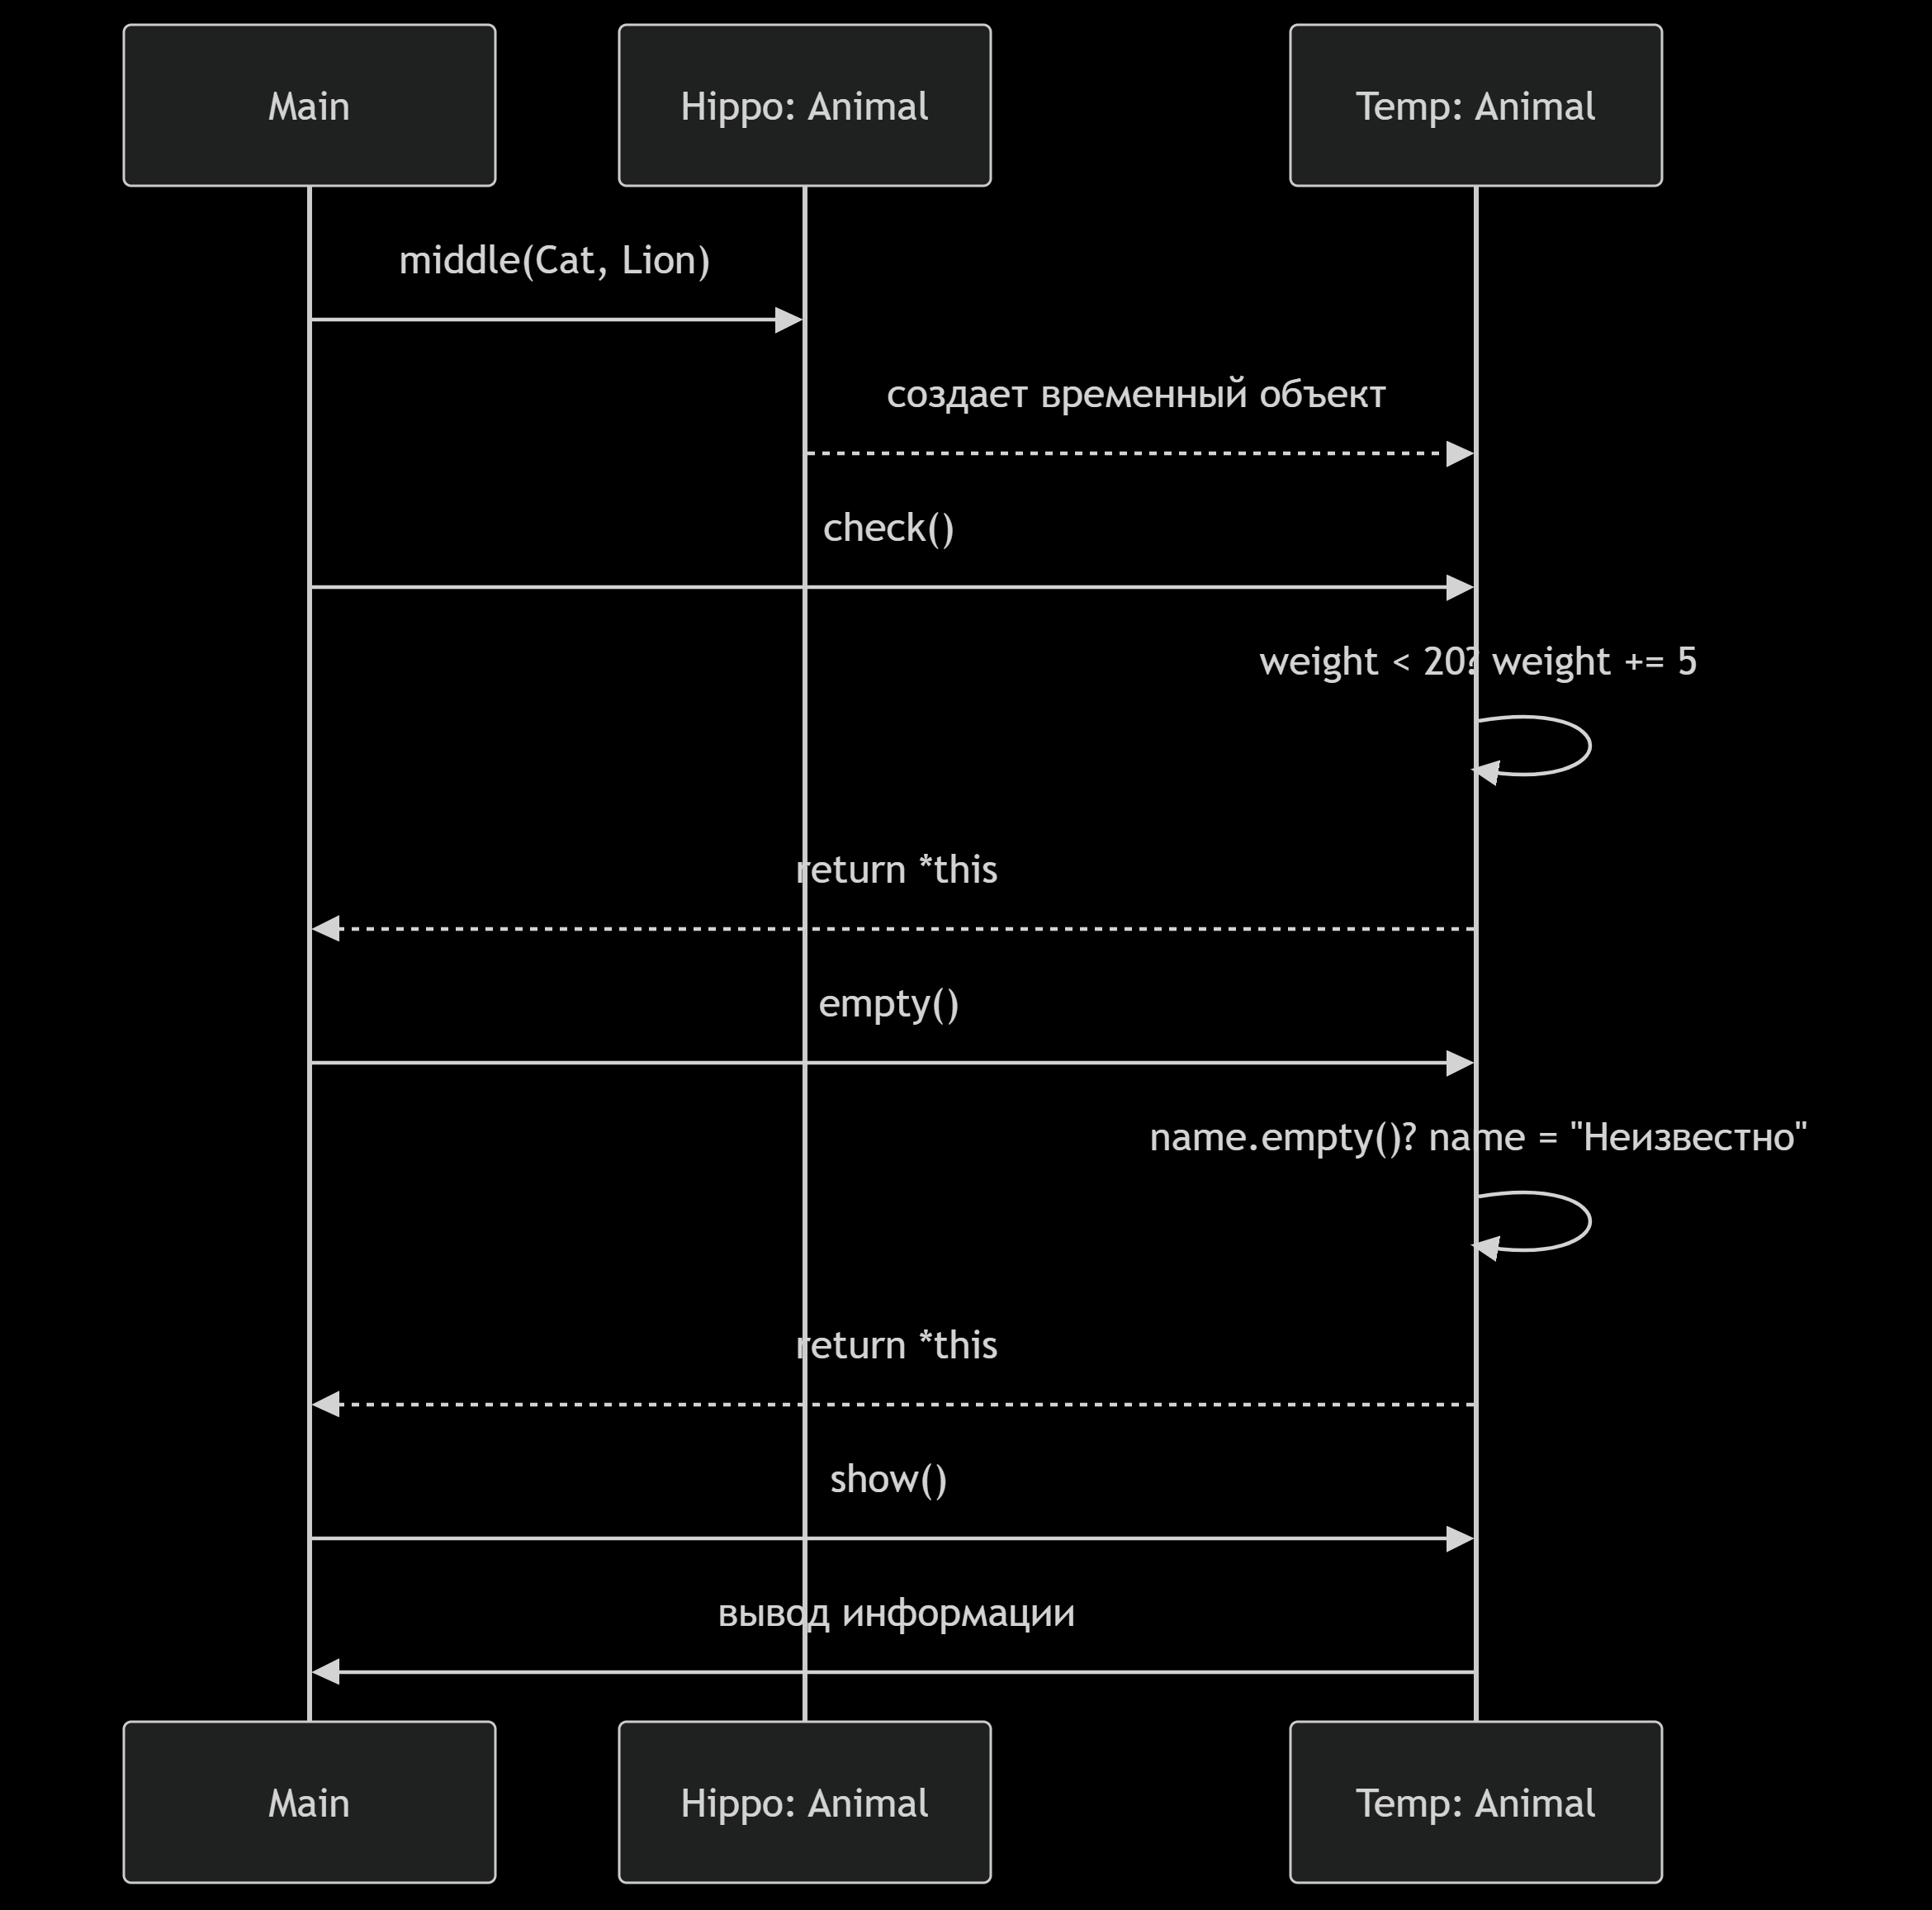 Main
Hippo: Animal
Temp: Animal
middle(Cat, Lion)
создает временный объект
check()
weight < 20? weight += 5
return *this
empty()
name.empty()? name = "Неизвестно"
return *this
show()
вывод информации
Main
Hippo: Animal
Temp: Animal